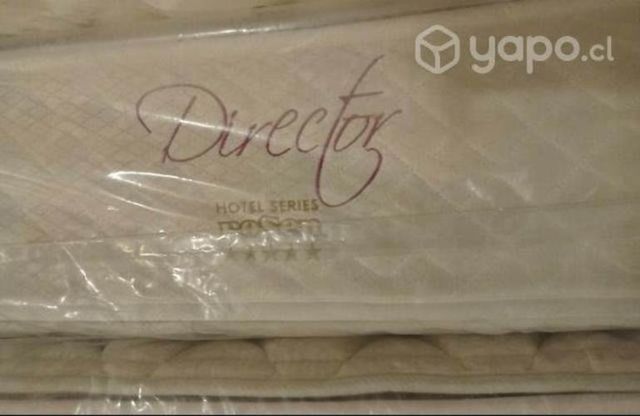 yapo.cl
Director
HOTEL SERIES
Rosen